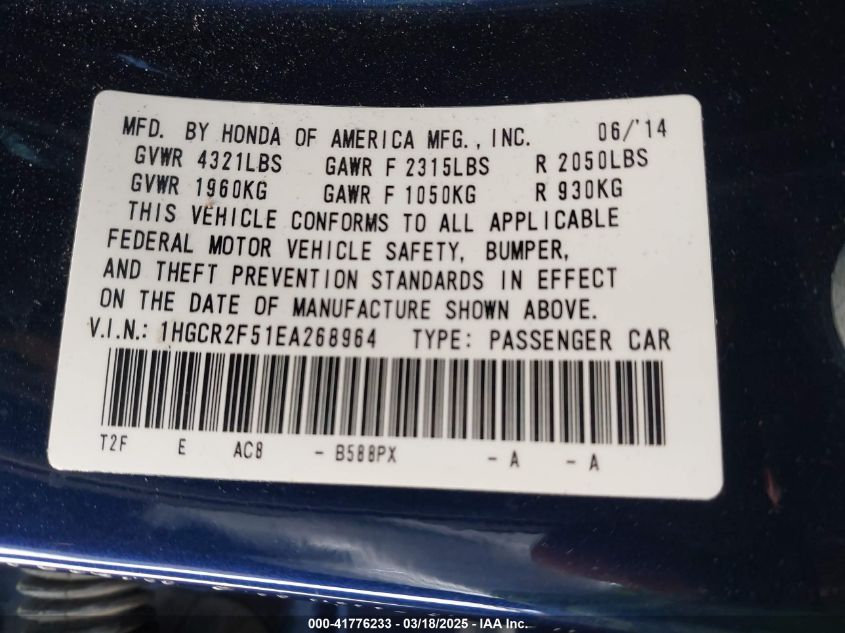 MFD. BY HONDA OF AMERICA MFG., INC. 06/'14
GVWR 4321LBS GAWR F 2315LBS R 2050LBS
GVWR 1960KG GAWR F 1050KG R 930KG
THIS VEHICLE CONFORMS TO ALL APPLICABLE
FEDERAL MOTOR VEHICLE SAFETY, BUMPER,
AND THEFT PREVENTION STANDARDS IN EFFECT
ON THE DATE OF MANUFACTURE SHOWN ABOVE.
V.I.N.: 1HGCR2F51EA268964 TYPE: PASSENGER CAR
T2F E AC8 - B588PX - A - A
000-41776233 - 03/18/2025 - IAA Inc.